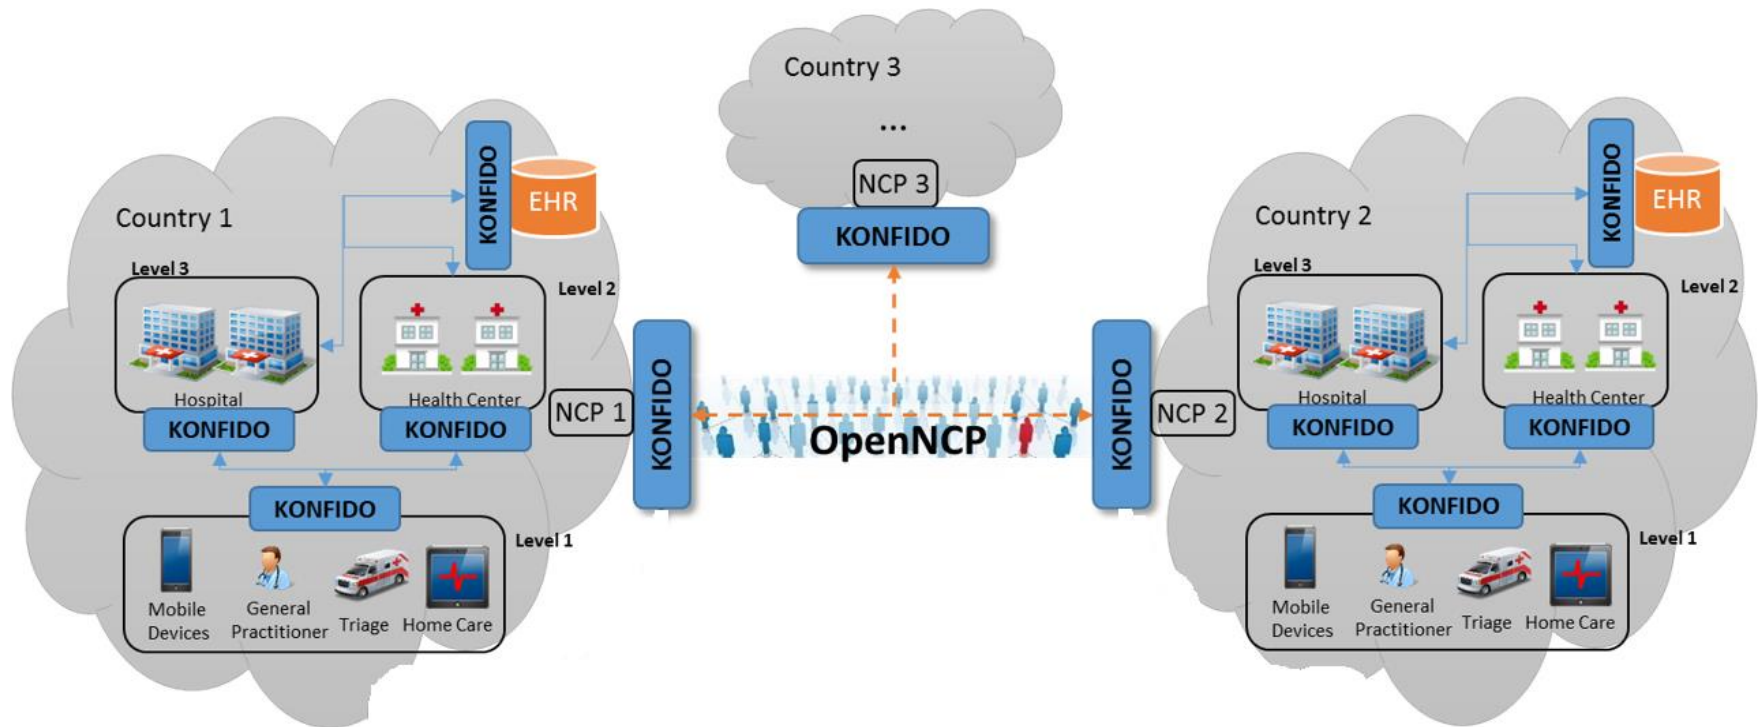 Country 3
...
NCP 3
KONFIDO
Country 1
KONFIDO
EHR
Level 3
Hospital
KONFIDO
Level 2
Health Center
KONFIDO
NCP 1
KONFIDO
KONFIDO
Level 1
Mobile
Devices
General
Practitioner
Triage
Home Care
OpenNCP
Country 2
KONFIDO
EHR
Level 3
Hospital
KONFIDO
Level 2
Health Center
KONFIDO
KONFIDO
NCP 2
KONFIDO
Level 1
Mobile
Devices
General
Practitioner
Triage
Home Care